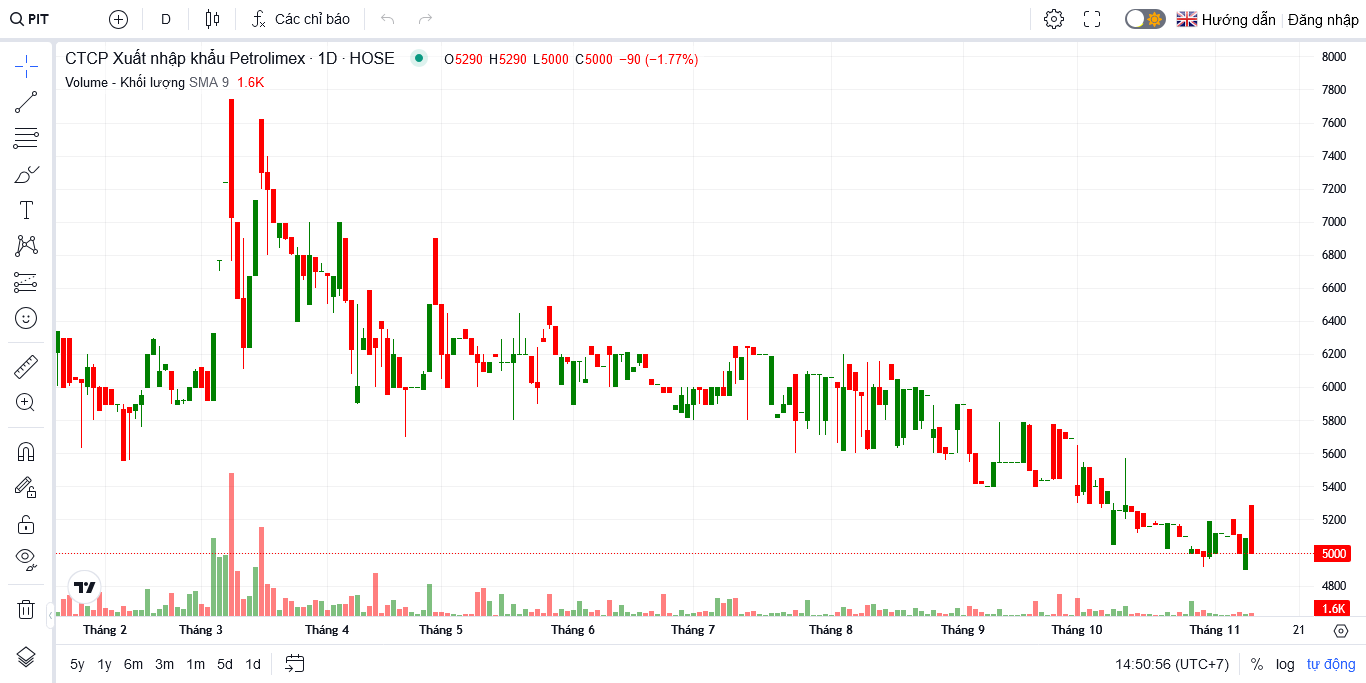 PIT D Các chỉ báo Hướng dẫn Đăng nhập
CTCP Xuất nhập khẩu Petrolimex · 1D · HOSE O5290 H5290 L5000 C5000 −90 (−1.77%)
Volume - Khối lượng SMA 9 1.6K
8000
7800
7600
7400
7200
7000
6800
6600
6400
6200
6000
5800
5600
5400
5200
5000
4800
1.6K
Tháng 2 Tháng 3 Tháng 4 Tháng 5 Tháng 6 Tháng 7 Tháng 8 Tháng 9 Tháng 10 Tháng 11 21
5y 1y 6m 3m 1m 5d 1d 14:50:56 (UTC+7) % log tự động